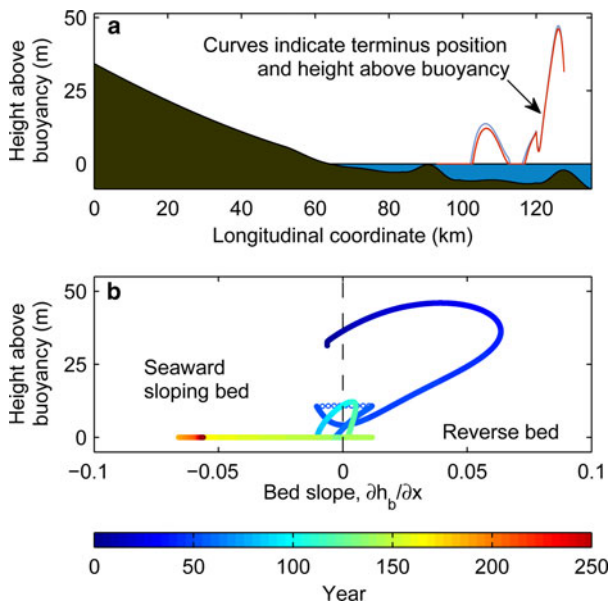 50
a
Curves indicate terminus position
and height above buoyancy
25
0
Height above
buoyancy (m)
0 20 40 60 80 100 120
Longitudinal coordinate (km)
50
b
25
0
Height above
buoyancy (m)
Seaward
sloping bed
Reverse bed
−0.1 −0.05 0 0.05 0.1
Bed slope, ∂h_b/∂x
0 50 100 150 200 250
Year